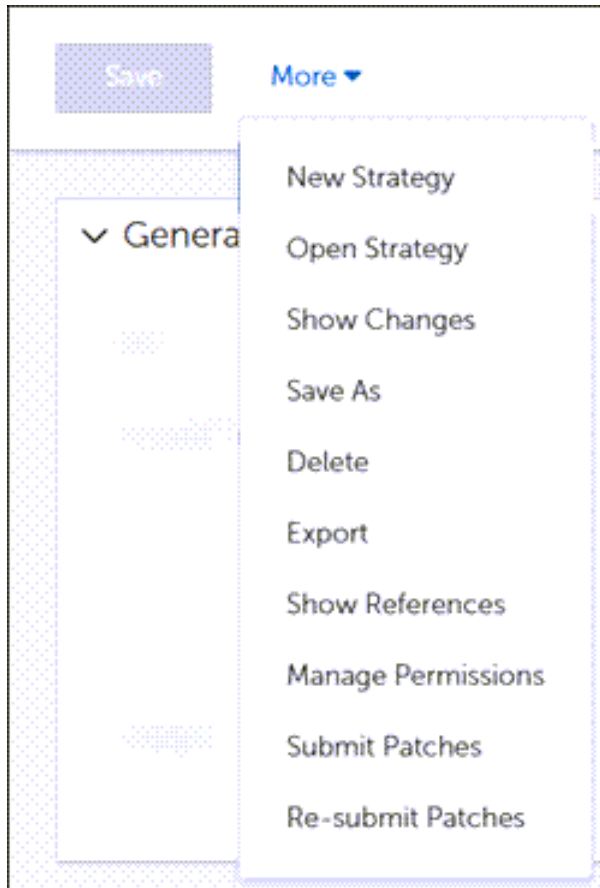 Save More
New Strategy
Genera
Open Strategy
Show Changes
Save As
Delete
Export
Show References
Manage Permissions
Submit Patches
Re-submit Patches